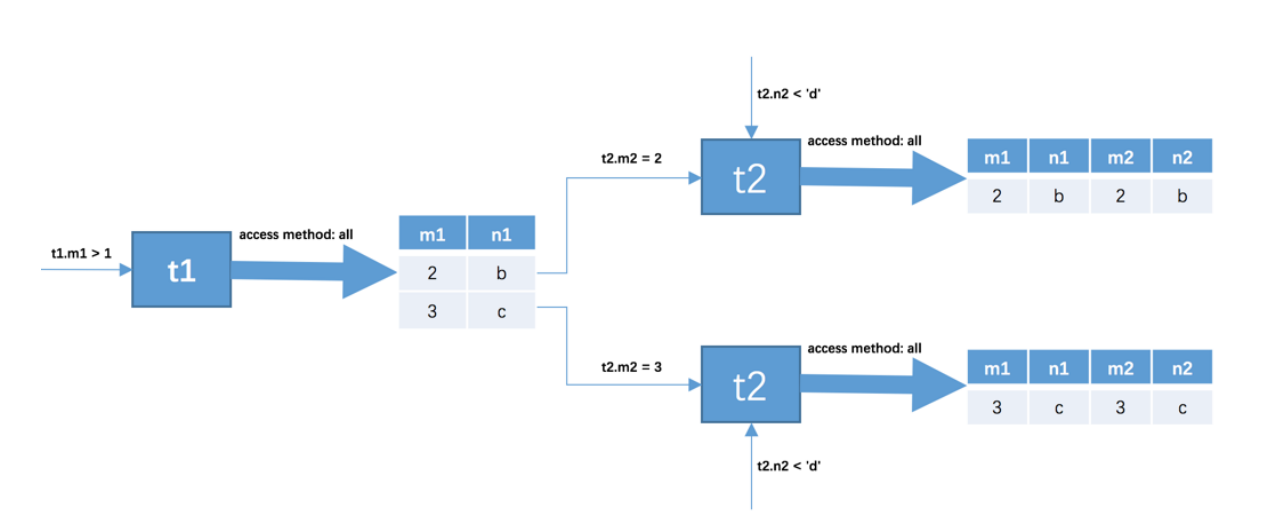 t1.m1 > 1
t1
access method: all
m1 n1
2 b
3 c
t2.m2 = 2
t2.n2 < 'd'
t2
access method: all
m1 n1 m2 n2
2 b 2 b
t2.m2 = 3
t2
access method: all
m1 n1 m2 n2
3 c 3 c
t2.n2 < 'd'